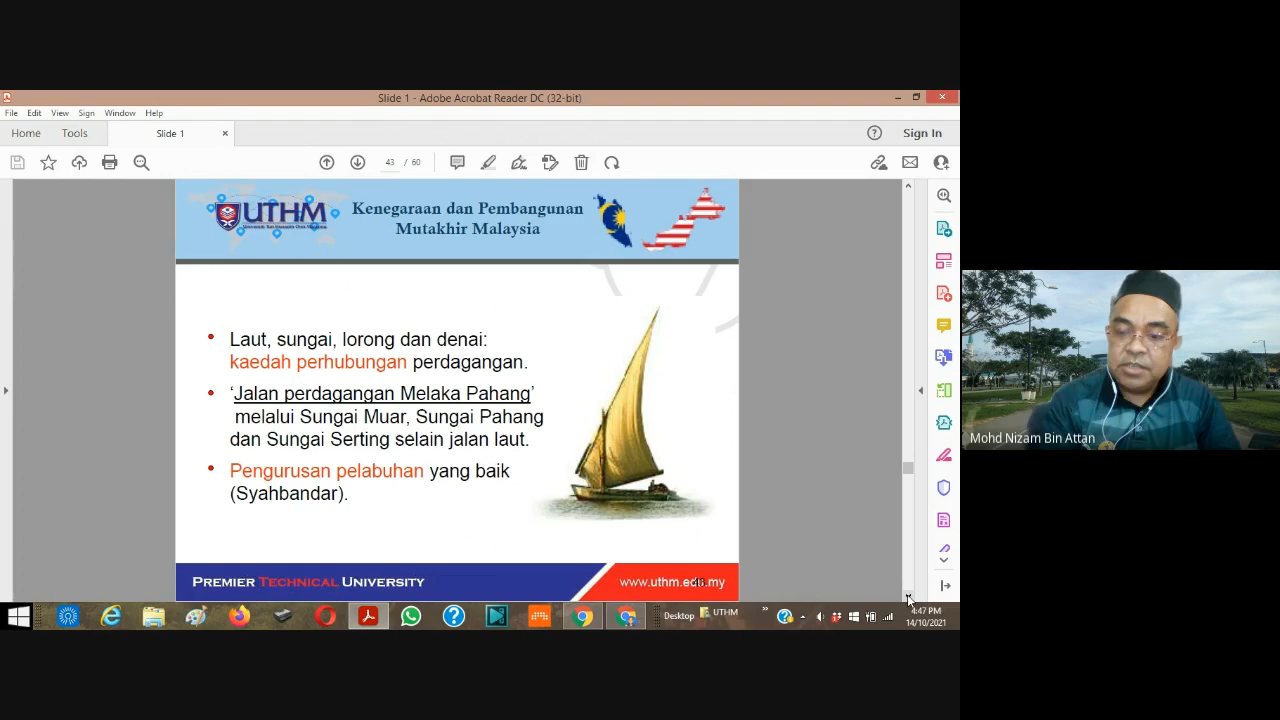 Slide 1 - Adobe Acrobat Reader DC (32-bit)
File Edit View Sign Window Help
Home Tools Slide 1 × Sign In
43 / 60
UTHM
Kenegaraan dan Pembangunan
Mutakhir Malaysia
• Laut, sungai, lorong dan denai:
kaedah perhubungan perdagangan.
• ‘Jalan perdagangan Melaka Pahang’
melalui Sungai Muar, Sungai Pahang
dan Sungai Serting selain jalan laut.
• Pengurusan pelabuhan yang baik
(Syahbandar).
PREMIER TECHNICAL UNIVERSITY
www.uthm.edu.my
Mohd Nizam Bin Attan
Desktop UTHM »
4:47 PM
14/10/2021